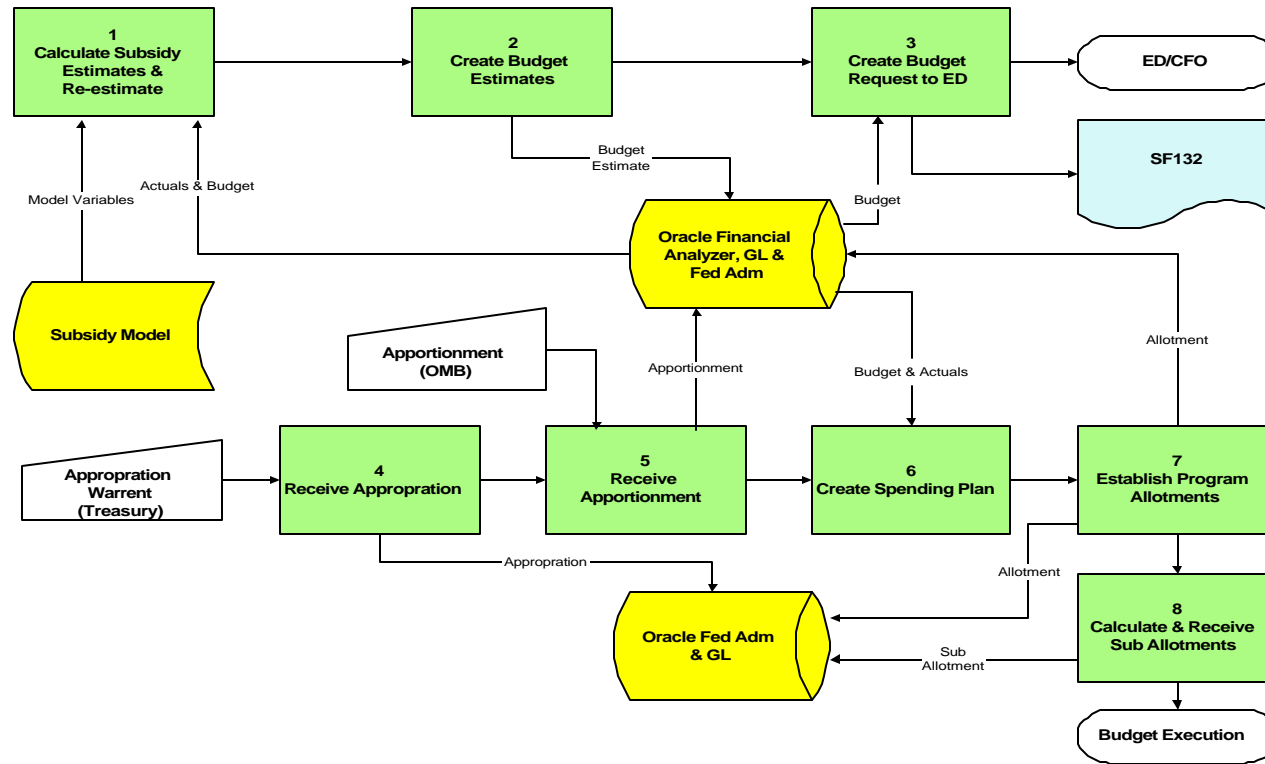 1
Calculate Subsidy
Estimates &
Re-estimate
2
Create Budget
Estimates
3
Create Budget
Request to ED
ED/CFO
SF132
Budget
Estimate
Model Variables
Actuals & Budget
Budget
Oracle Financial
Analyzer, GL &
Fed Adm
Subsidy Model
Apportionment
(OMB)
Apportionment
Budget & Actuals
Allotment
Appropration
Warrent
(Treasury)
4
Receive Appropration
5
Receive
Apportionment
6
Create Spending Plan
7
Establish Program
Allotments
Appropration
Allotment
Oracle Fed Adm
& GL
Sub
Allotment
8
Calculate & Receive
Sub Allotments
Budget Execution